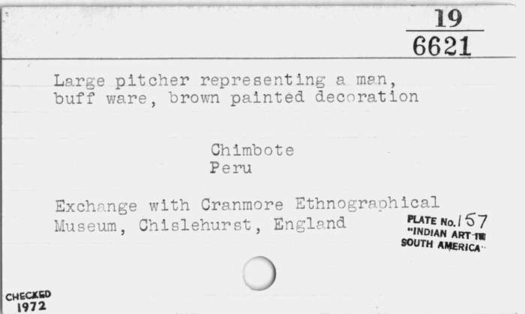 19
6621
Large pitcher representing a man,
buff ware, brown painted decoration
Chimbote
Peru
Exchange with Cranmore Ethnographical
Museum, Chislehurst, England
PLATE No. 157
"INDIAN ART IN
SOUTH AMERICA"
CHECKED
1972